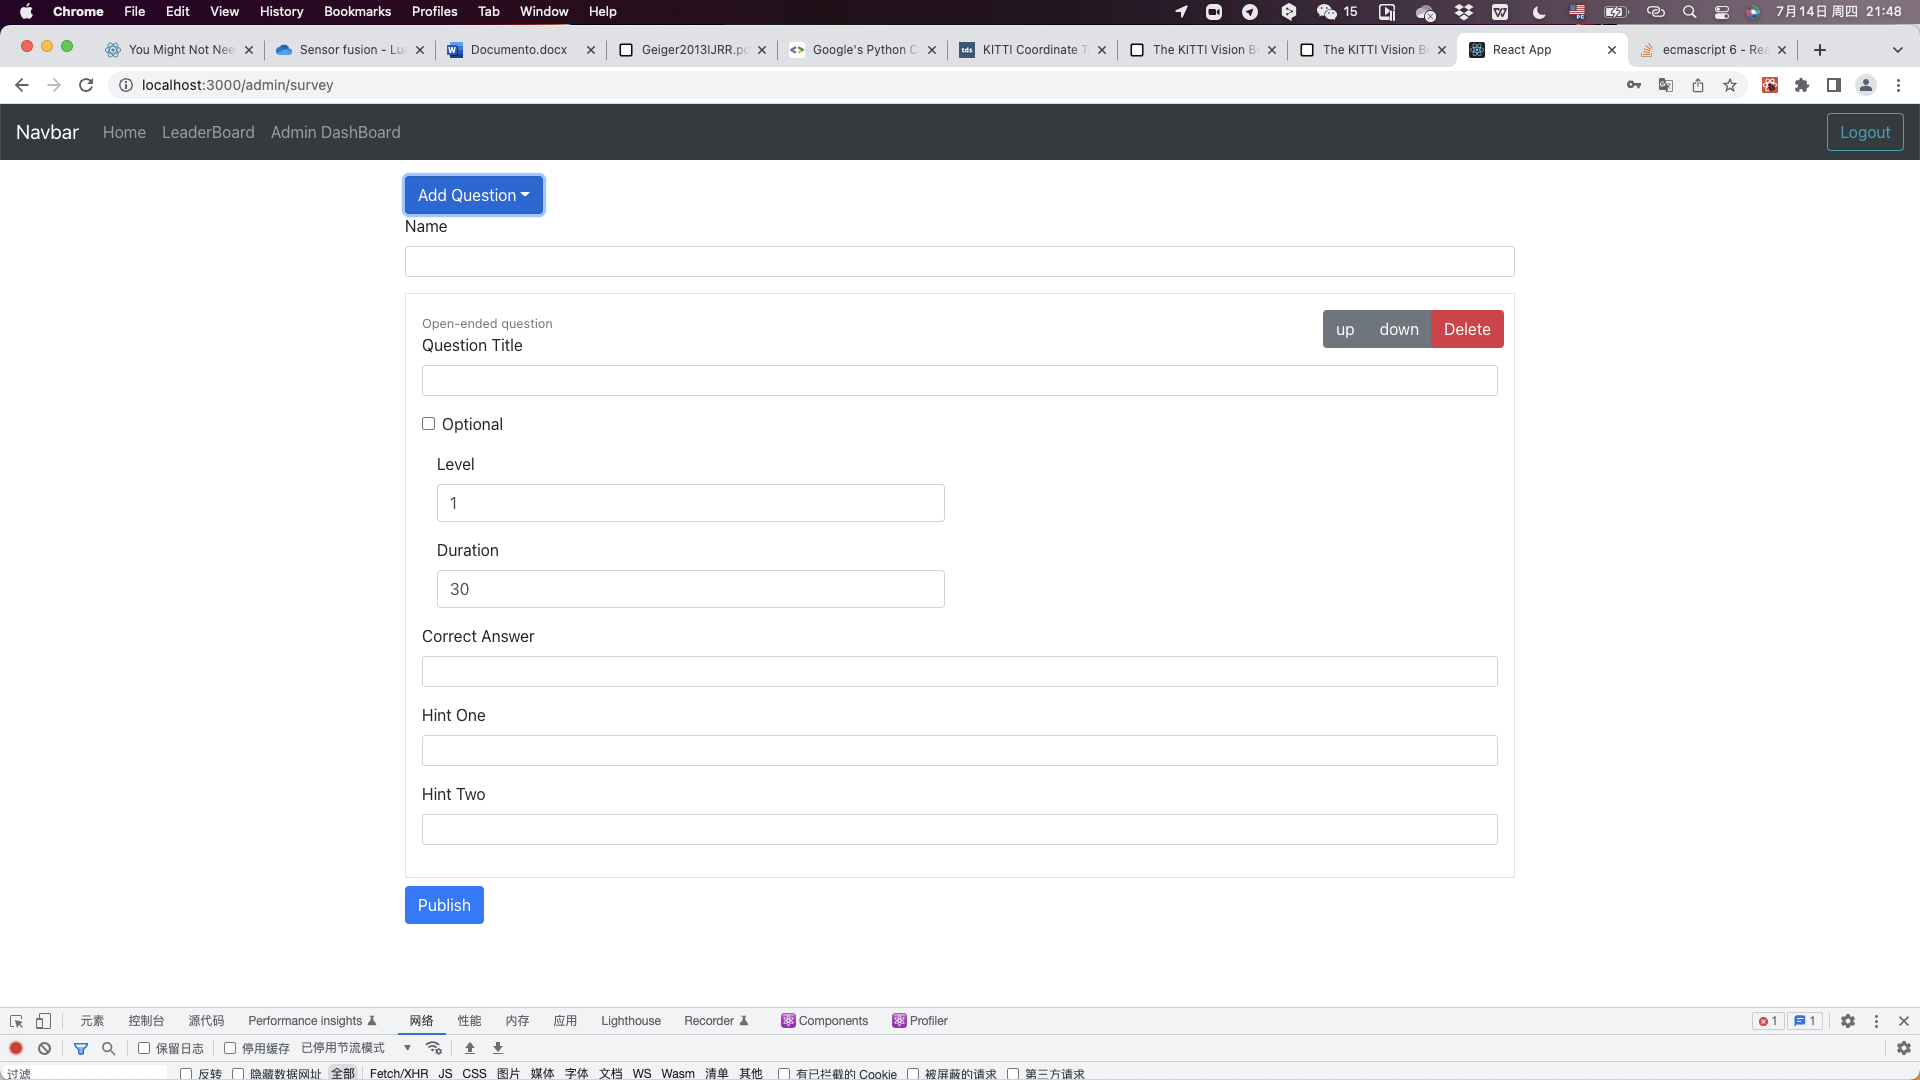 Chrome File Edit View History Bookmarks Profiles Tab Window Help 15 7月14日 周四 21:48
You Might Not Nee Sensor fusion - Lu Documento.docx Geiger2013IJRR.p Google's Python C KITTI Coordinate T The KITTI Vision B The KITTI Vision B React App ecmascript 6 - Rea
localhost:3000/admin/survey
Navbar Home LeaderBoard Admin DashBoard Logout
Add Question
Name
Open-ended question
up down Delete
Question Title
Optional
Level
1
Duration
30
Correct Answer
Hint One
Hint Two
Publish
元素 控制台 源代码 Performance insights 网络 性能 内存 应用 Lighthouse Recorder Components Profiler 1 1
保留日志 停用缓存 已停用节流模式
过滤 反转 隐藏数据网址 全部 Fetch/XHR JS CSS 图片 媒体 字体 文档 WS Wasm 清单 其他 有已拦截的 Cookie 被屏蔽的请求 第三方请求